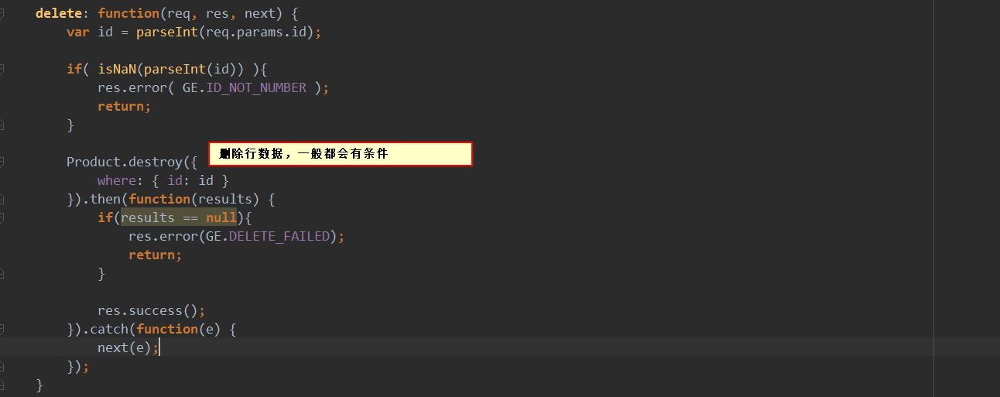 delete: function(req, res, next) {
var id = parseInt(req.params.id);
if( isNaN(parseInt(id)) ){
res.error( GE.ID_NOT_NUMBER );
return;
}
删除行数据，一般都会有条件
Product.destroy({
where: { id: id }
}).then(function(results) {
if(results == null){
res.error(GE.DELETE_FAILED);
return;
}
res.success();
}).catch(function(e) {
next(e);
});
}